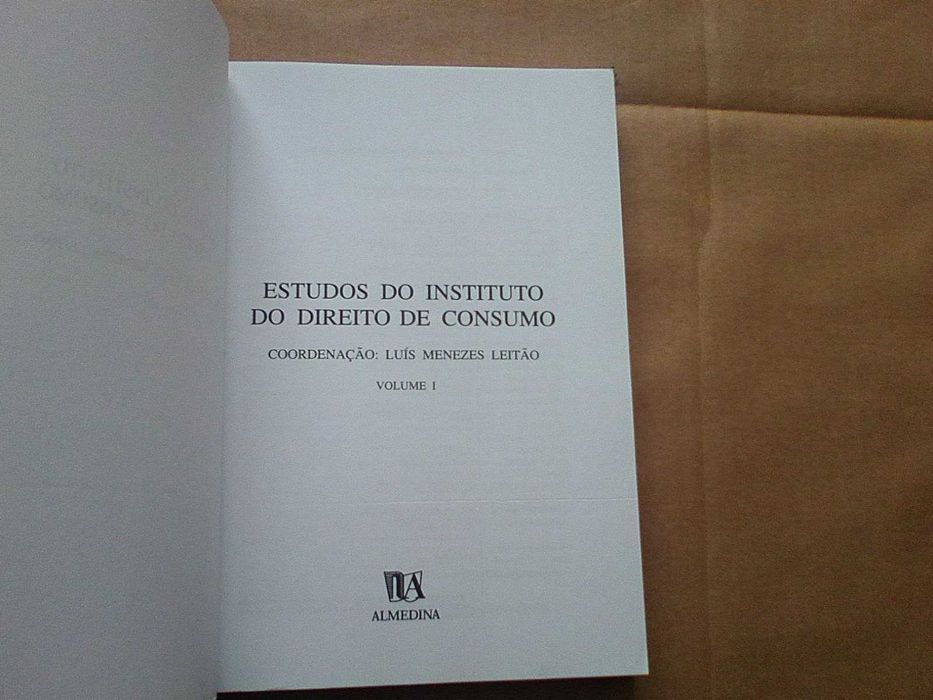 ESTUDOS DO INSTITUTO
DO DIREITO DE CONSUMO
COORDENAÇÃO: LUÍS MENEZES LEITÃO
VOLUME I
ALMEDINA